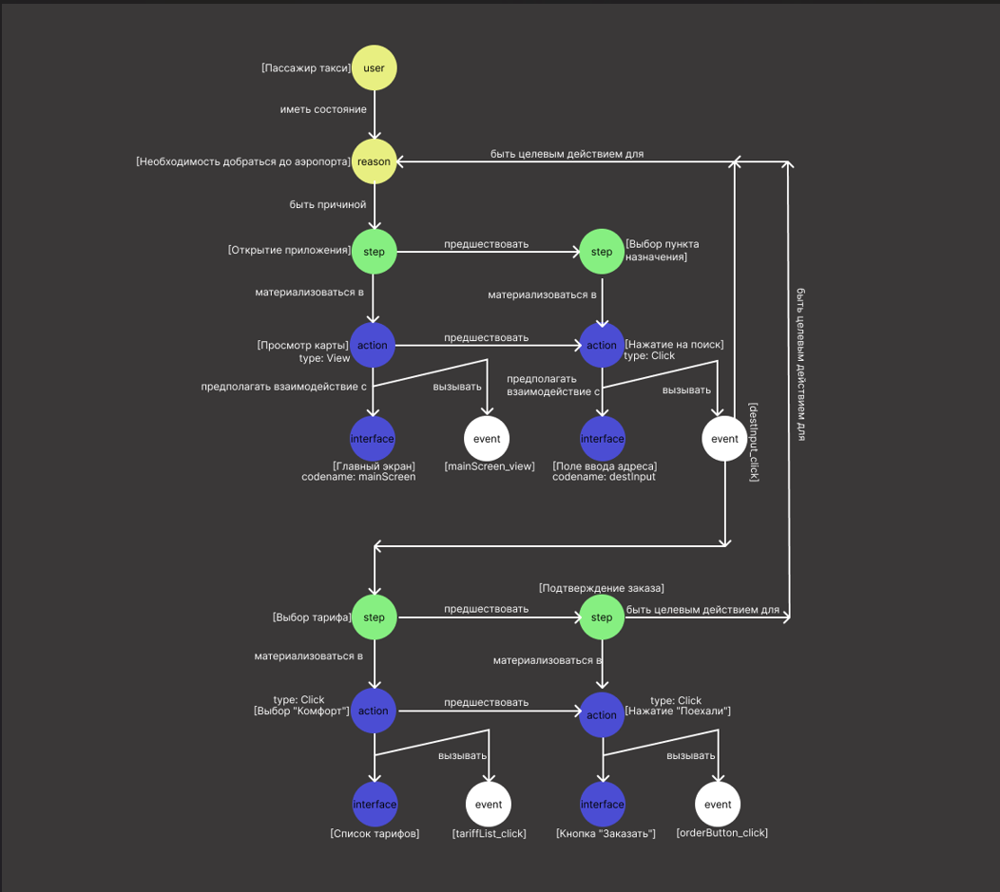 [Пассажир такси]
user
иметь состояние
[Необходимость добраться до аэропорта]
reason
быть целевым действием для
быть причиной
[Открытие приложения]
step
предшествовать
step
[Выбор пункта
назначения]
материализоваться в
материализоваться в
[Просмотр карты]
type: View
action
предшествовать
action
[Нажатие на поиск]
type: Click
предполагать взаимодействие с
вызывать
предполагать
взаимодействие с
вызывать
быть целевым действием для
interface
event
interface
event
[destInput_click]
[Главный экран]
codename: mainScreen
[mainScreen_view]
[Поле ввода адреса]
codename: destInput
[Подтверждение заказа]
[Выбор тарифа]
step
предшествовать
step
быть целевым действием для
материализоваться в
материализоваться в
type: Click
[Выбор "Комфорт"]
action
предшествовать
action
type: Click
[Нажатие "Поехали"]
вызывать
вызывать
interface
event
interface
event
[Список тарифов]
[tariffList_click]
[Кнопка "Заказать"]
[orderButton_click]